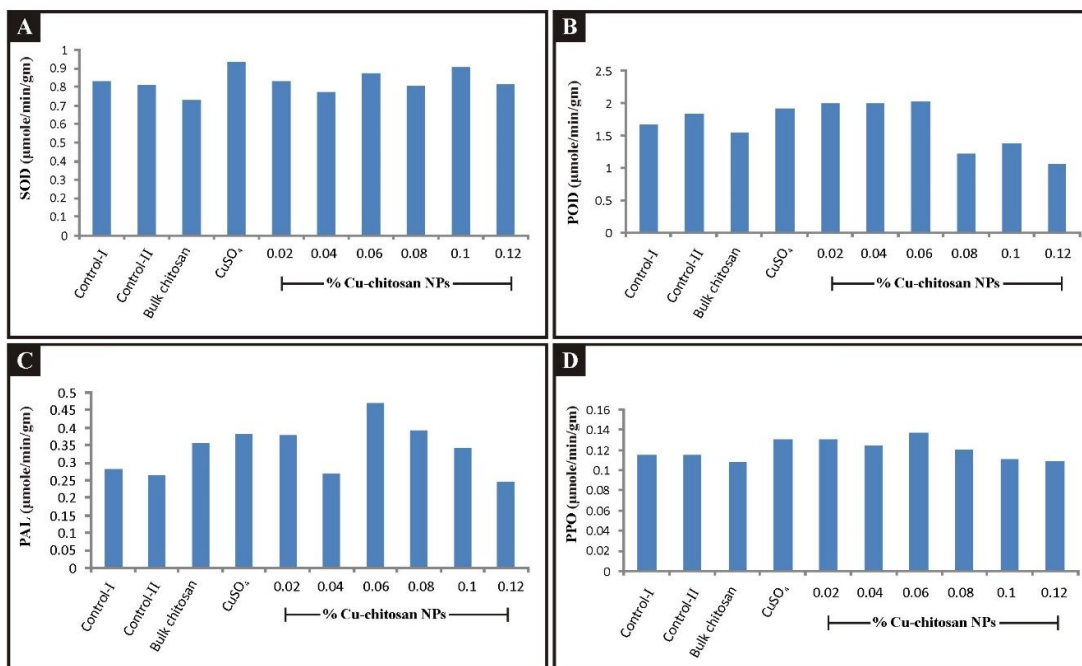 A
SOD (µmole/min/gm)
1
0.9
0.8
0.7
0.6
0.5
0.4
0.3
0.2
0.1
0
Control-I
Control-II
Bulk chitosan
CuSO₄
0.02 0.04 0.06 0.08 0.1 0.12
% Cu-chitosan NPs
B
POD (µmole/min/gm)
2.5
2
1.5
1
0.5
0
Control-I
Control-II
Bulk chitosan
CuSO₄
0.02 0.04 0.06 0.08 0.1 0.12
% Cu-chitosan NPs
C
PAL (µmole/min/gm)
0.5
0.45
0.4
0.35
0.3
0.25
0.2
0.15
0.1
0.05
0
Control-I
Control-II
Bulk chitosan
CuSO₄
0.02 0.04 0.06 0.08 0.1 0.12
% Cu-chitosan NPs
D
PPO (µmole/min/gm)
0.16
0.14
0.12
0.1
0.08
0.06
0.04
0.02
0
Control-I
Control-II
Bulk chitosan
CuSO₄
0.02 0.04 0.06 0.08 0.1 0.12
% Cu-chitosan NPs